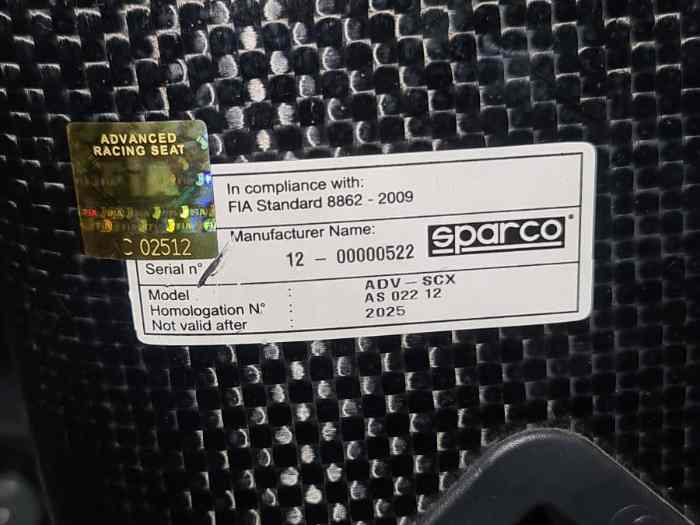 ADVANCED
RACING SEAT
C 02512
In compliance with:
FIA Standard 8862 - 2009
Manufacturer Name:
sparco
Serial n°
12 - 00000522
Model : ADV - SCX
Homologation N.° : AS 022 12
Not valid after : 2025